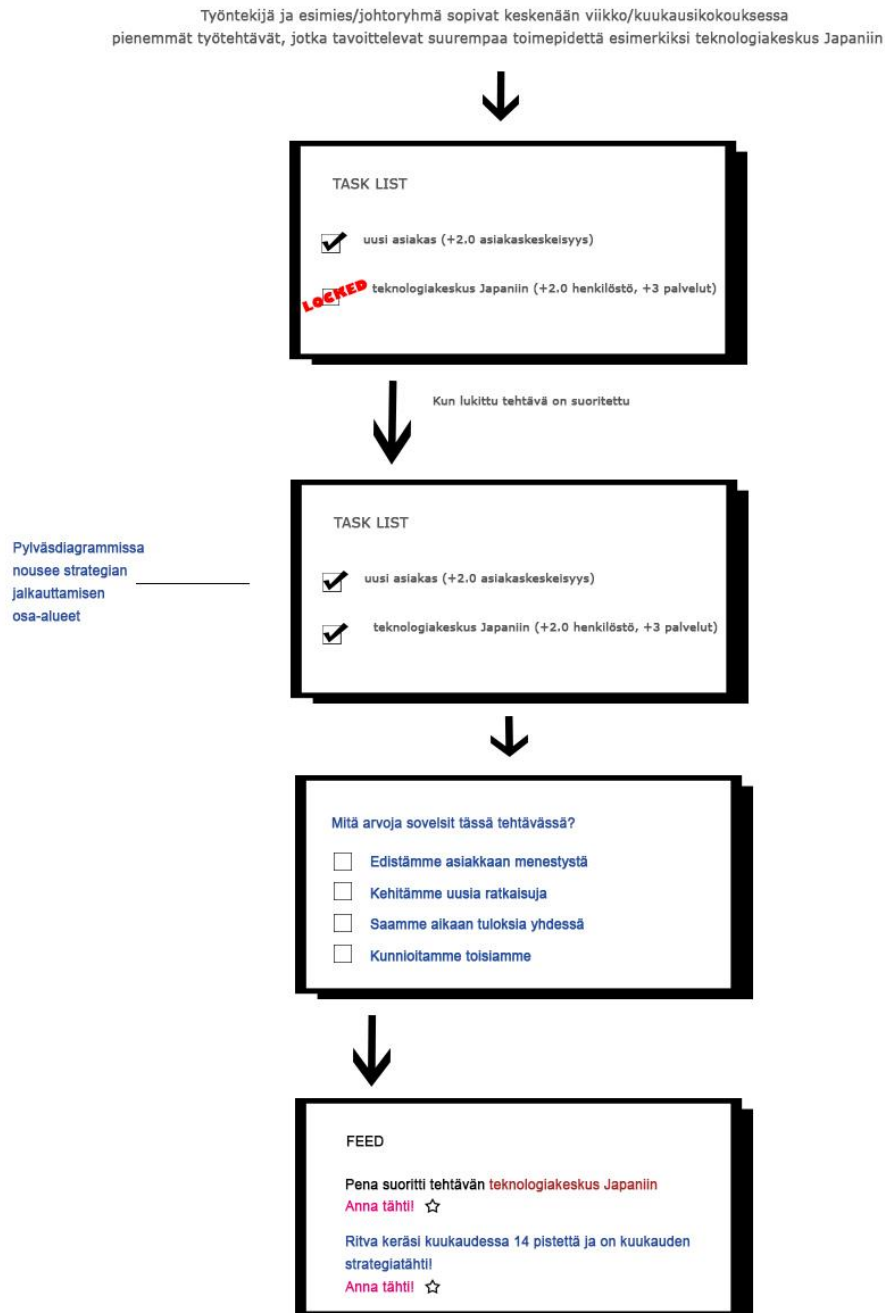 Työntekijä ja esimies/johtoryhmä sopivat keskenään viikko/kuukausikokouksessa
pienemmät työtehtävät, jotka tavoittelevat suurempaa toimepidettä esimerkiksi teknologiakeskus Japaniin
TASK LIST
uusi asiakas (+2.0 asiakaskeskeisyys)
LOCKED teknologiakeskus Japaniin (+2.0 henkilöstö, +3 palvelut)
Kun lukittu tehtävä on suoritettu
Pylväsdiagrammissa
nousee strategian
jalkauttamisen
osa-alueet
TASK LIST
uusi asiakas (+2.0 asiakaskeskeisyys)
teknologiakeskus Japaniin (+2.0 henkilöstö, +3 palvelut)
Mitä arvoja sovelsit tässä tehtävässä?
Edistämme asiakkaan menestystä
Kehitämme uusia ratkaisuja
Saamme aikaan tuloksia yhdessä
Kunnioitamme toisiamme
FEED
Pena suoritti tehtävän teknologiakeskus Japaniin
Anna tähti!
Ritva keräsi kuukaudessa 14 pistettä ja on kuukauden
strategiatähti!
Anna tähti!